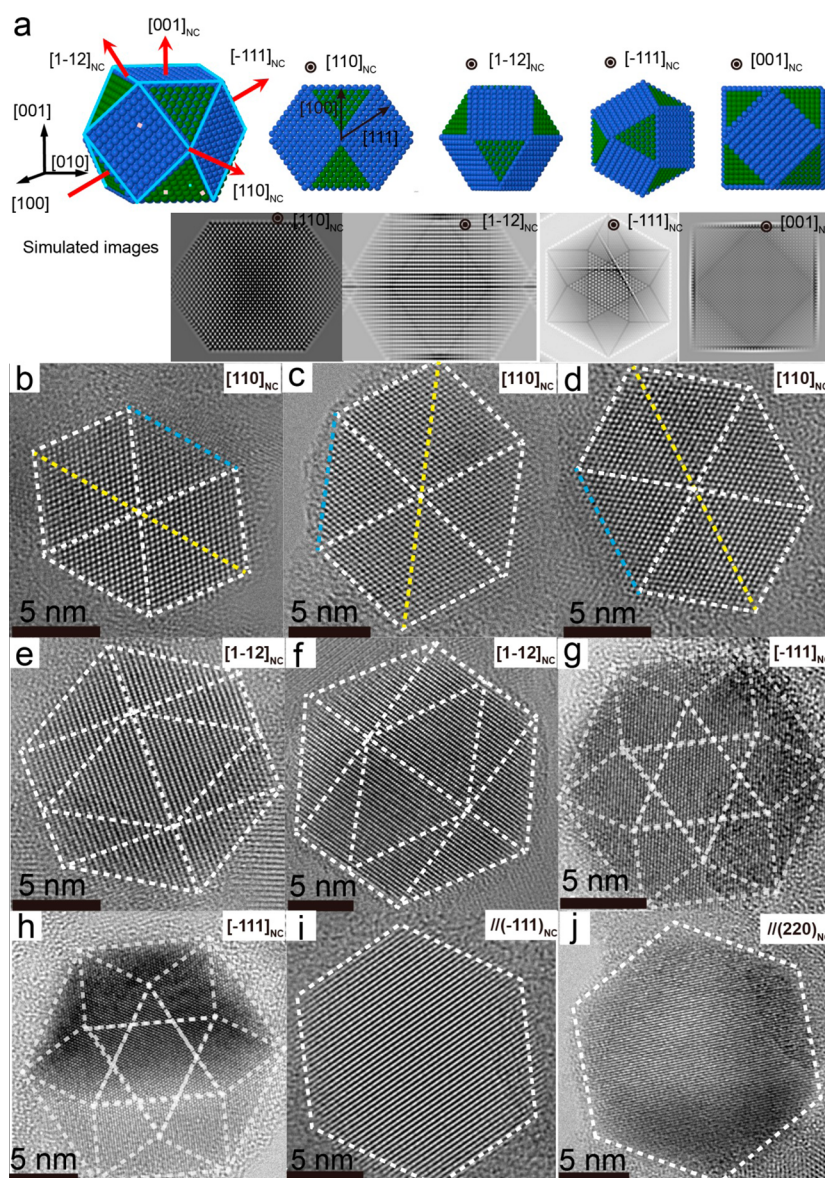 a
[001]NC
[1-12]NC
[-111]NC
[110]NC
[001]
[010]
[100]
[110]NC
[100]
[111]
[1-12]NC
[-111]NC
[001]NC
Simulated images
[110]NC
[1-12]NC
[-111]NC
[001]N
b
[110]NC
5 nm
c
[110]NC
5 nm
d
[110]NC
5 nm
e
[1-12]NC
5 nm
f
[1-12]NC
5 nm
g
[-111]NC
5 nm
h
[-111]NC
5 nm
i
//(-111)NC
5 nm
j
//(220)NC
5 nm